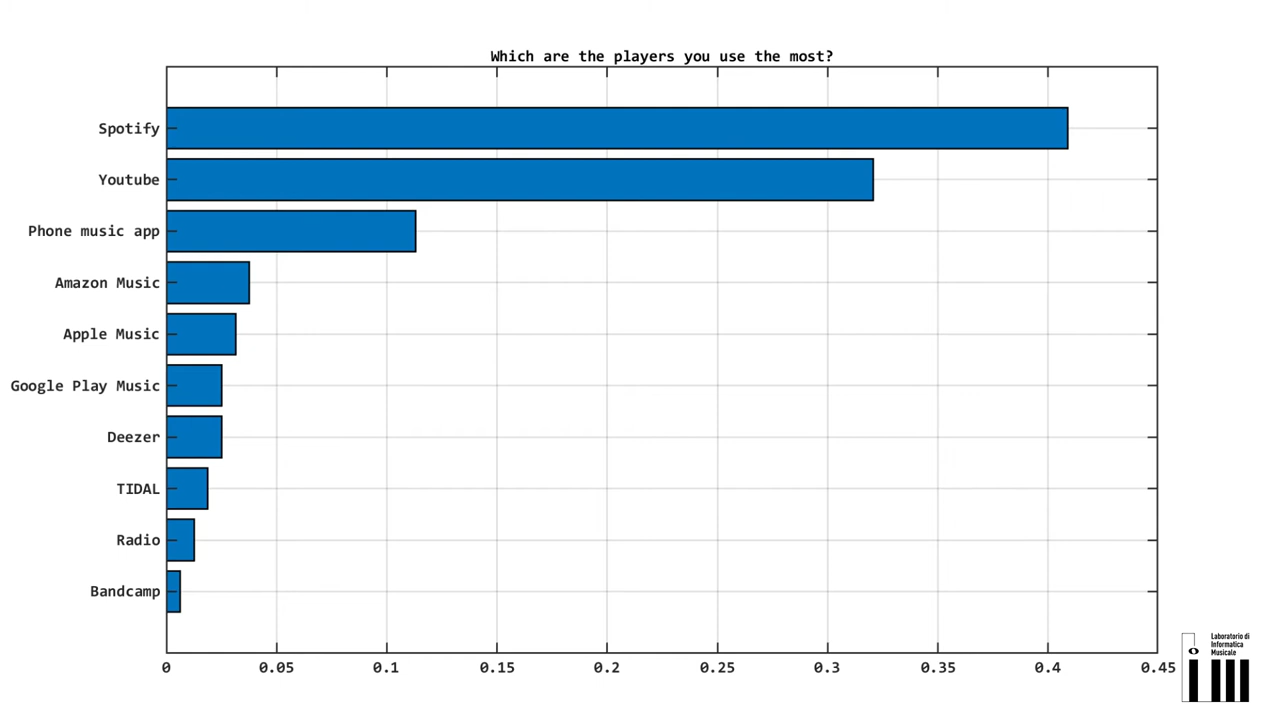 Which are the players you use the most?
Spotify
Youtube
Phone music app
Amazon Music
Apple Music
Google Play Music
Deezer
TIDAL
Radio
Bandcamp
0 0.05 0.1 0.15 0.2 0.25 0.3 0.35 0.4 0.45
Laboratorio di
Informatica
Musicale